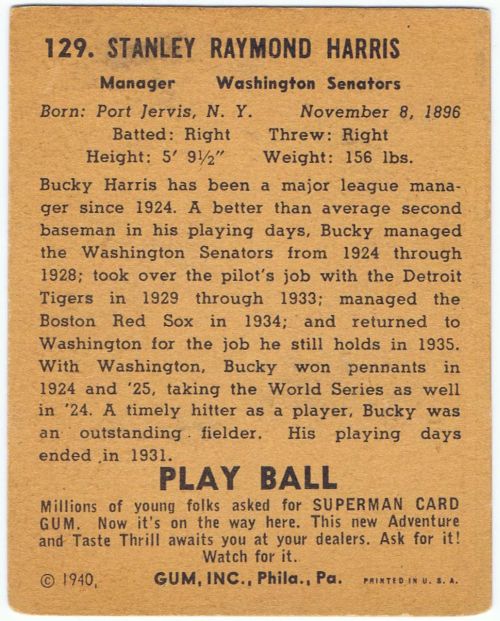 129. STANLEY RAYMOND HARRIS
Manager Washington Senators
Born: Port Jervis, N. Y. November 8, 1896
Batted: Right Threw: Right
Height: 5' 9½" Weight: 156 lbs.
Bucky Harris has been a major league mana-
ger since 1924. A better than average second
baseman in his playing days, Bucky managed
the Washington Senators from 1924 through
1928; took over the pilot's job with the Detroit
Tigers in 1929 through 1933; managed the
Boston Red Sox in 1934; and returned to
Washington for the job he still holds in 1935.
With Washington, Bucky won pennants in
1924 and '25, taking the World Series as well
in '24. A timely hitter as a player, Bucky was
an outstanding fielder. His playing days
ended in 1931.
PLAY BALL
Millions of young folks asked for SUPERMAN CARD
GUM. Now it's on the way here. This new Adventure
and Taste Thrill awaits you at your dealers. Ask for it!
Watch for it.
© 1940, GUM, INC., Phila., Pa. PRINTED IN U. S. A.